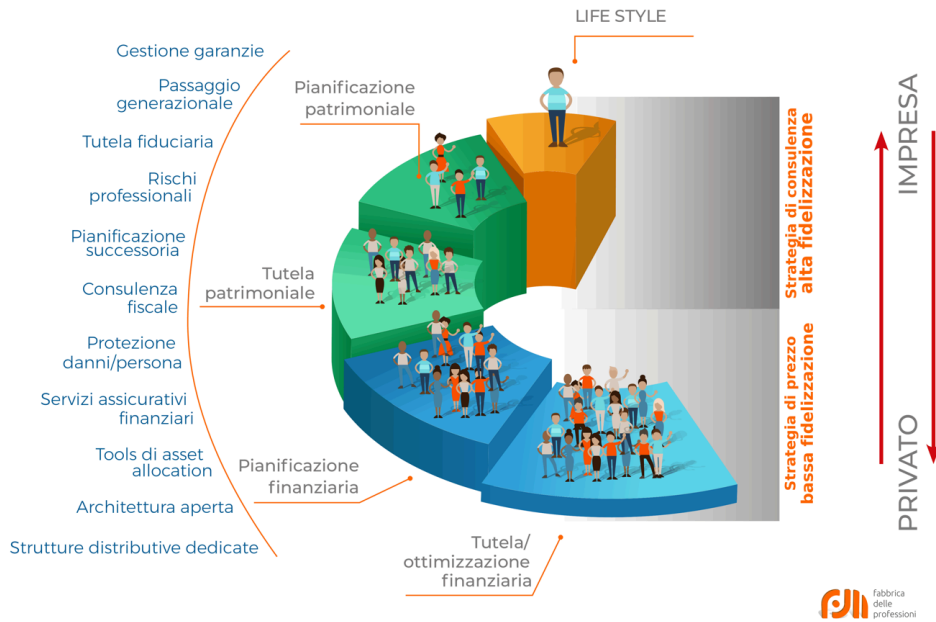 LIFE STYLE
Gestione garanzie
Passaggio
generazionale
Tutela fiduciaria
Rischi
professionali
Pianificazione
successoria
Consulenza
fiscale
Protezione
danni/persona
Servizi assicurativi
finanziari
Tools di asset
allocation
Architettura aperta
Strutture distributive dedicate
Pianificazione
patrimoniale
Tutela
patrimoniale
Pianificazione
finanziaria
Tutela/
ottimizzazione
finanziaria
Strategia di consulenza
alta fidelizzazione
Strategia di prezzo
bassa fidelizzazione
IMPRESA
PRIVATO
fabbrica
delle
professioni